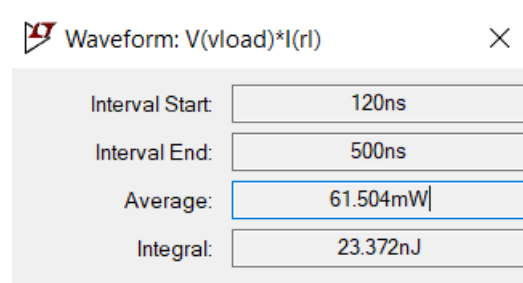 Waveform: V(vload)*I(rl)
Interval Start: 120ns
Interval End: 500ns
Average: 61.504mW
Integral: 23.372nJ